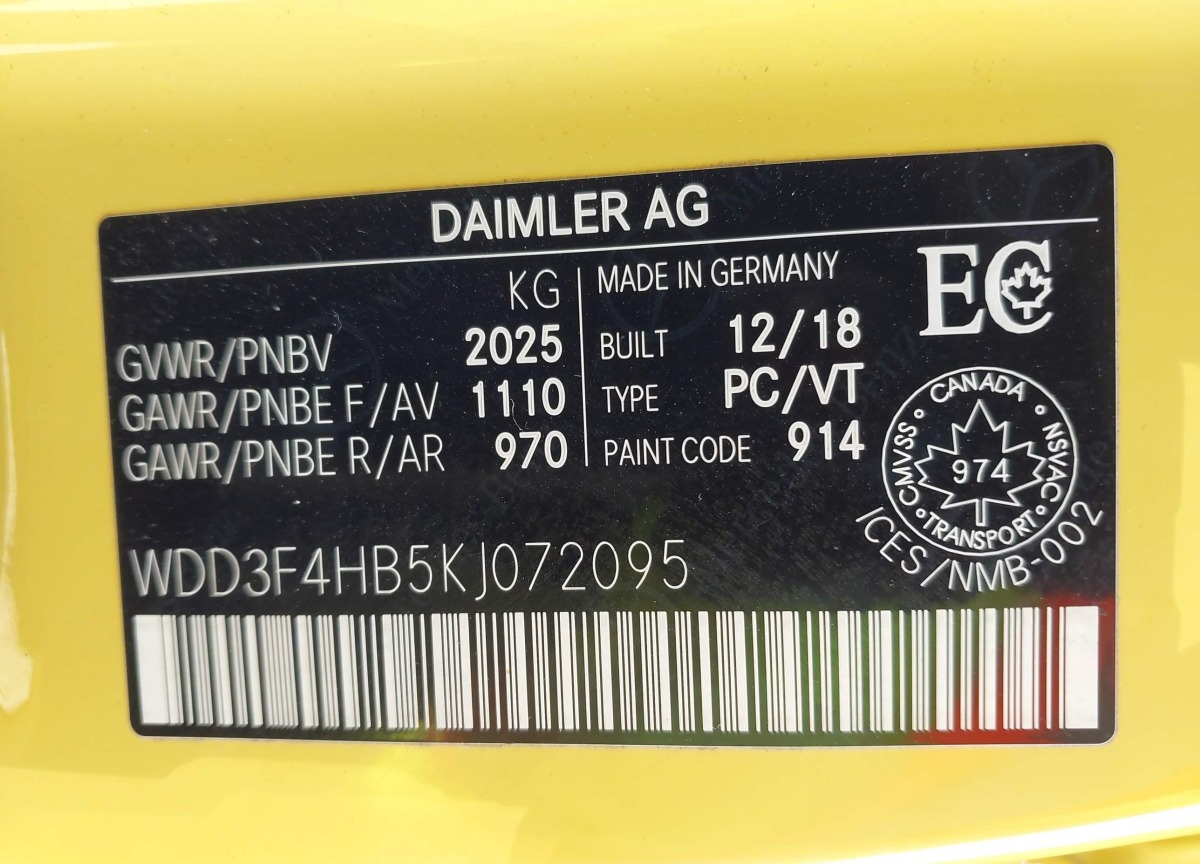 DAIMLER AG
KG
GVWR/PNBV 2025
GAWR/PNBE F/AV 1110
GAWR/PNBE R/AR 970
MADE IN GERMANY
BUILT 12/18
TYPE PC/VT
PAINT CODE 914
EC
CANADA
CMVSS
NSVAC
974
TRANSPORT
ICES/NMB-002
WDD3F4HB5KJ072095